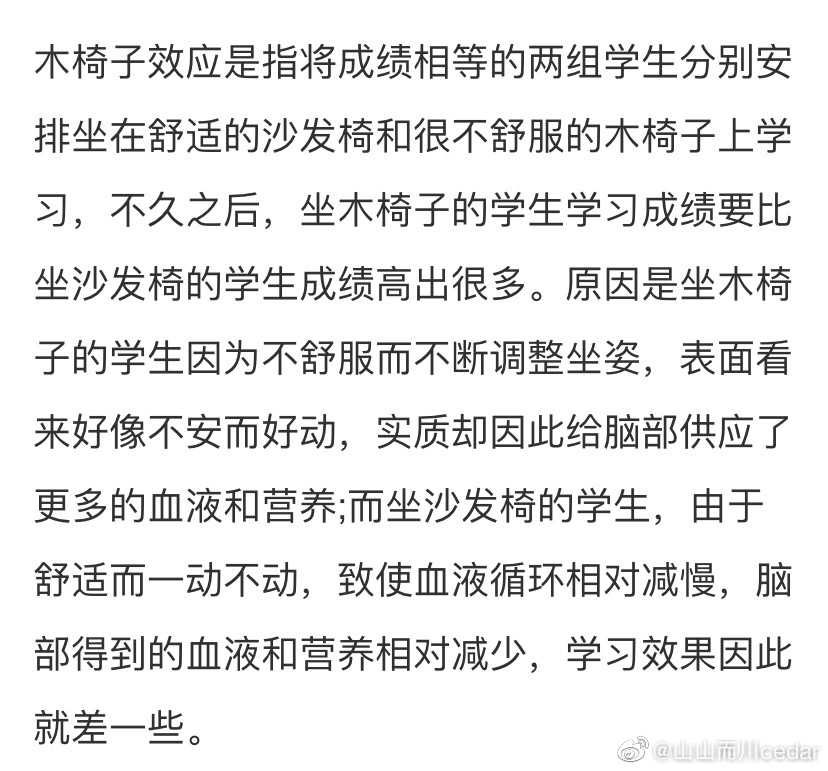 木椅子效应是指将成绩相等的两组学生分别安
排坐在舒适的沙发椅和很不舒服的木椅子上学
习，不久之后，坐木椅子的学生学习成绩要比
坐沙发椅的学生成绩高出很多。原因是坐木椅
子的学生因为不舒服而不断调整坐姿，表面看
来好像不安而好动，实质却因此给脑部供应了
更多的血液和营养;而坐沙发椅的学生，由于
舒适而一动不动，致使血液循环相对减慢，脑
部得到的血液和营养相对减少，学习效果因此
就差一些。
@山山而川cedar